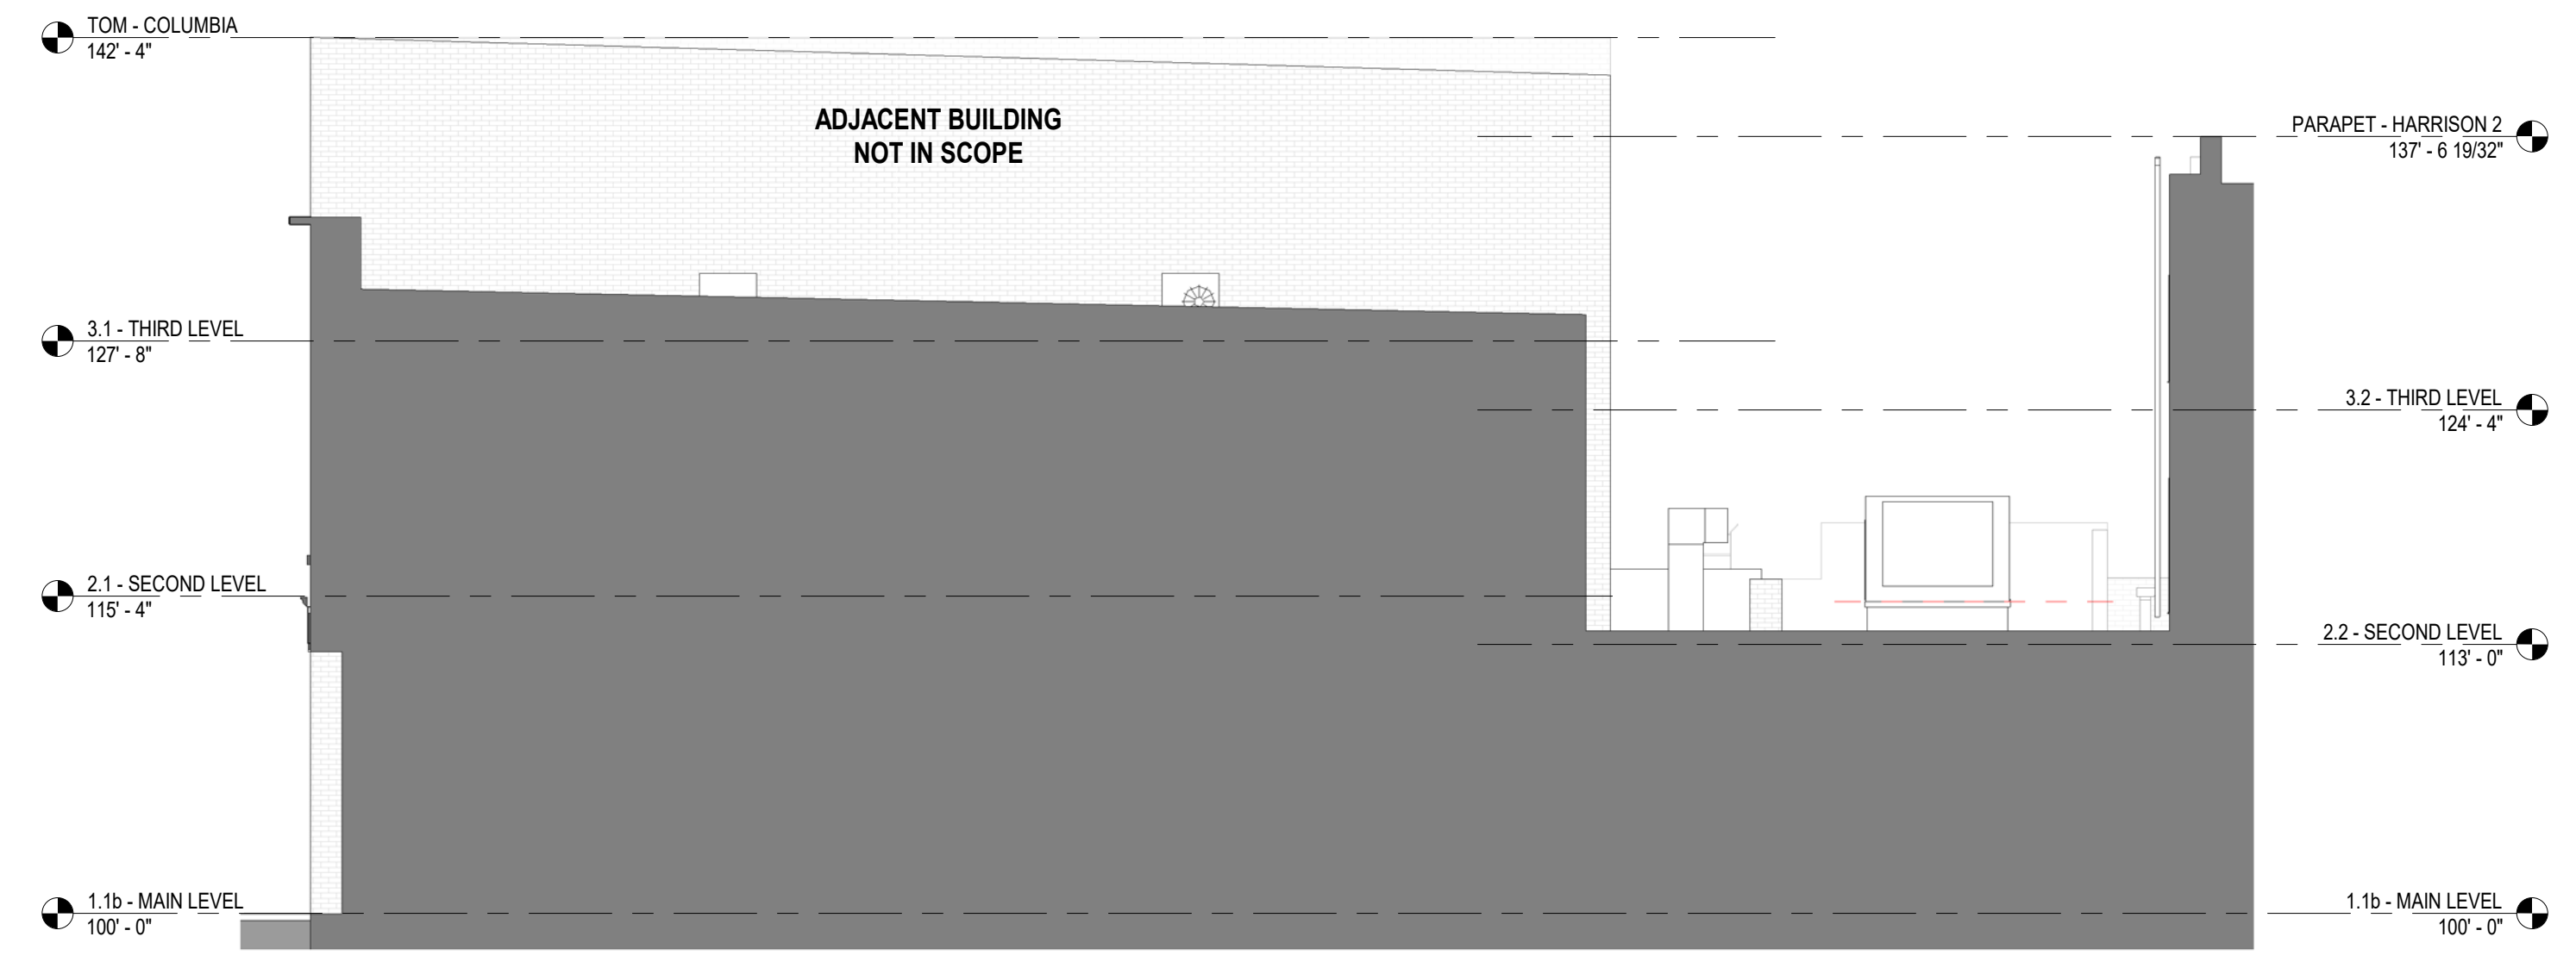 TOM - COLUMBIA
142' - 4"
ADJACENT BUILDING
NOT IN SCOPE
PARAPET - HARRISON 2
137' - 6 19/32"
3.1 - THIRD LEVEL
127' - 8"
3.2 - THIRD LEVEL
124' - 4"
2.1 - SECOND LEVEL
115' - 4"
2.2 - SECOND LEVEL
113' - 0"
1.1b - MAIN LEVEL
100' - 0"
1.1b - MAIN LEVEL
100' - 0"